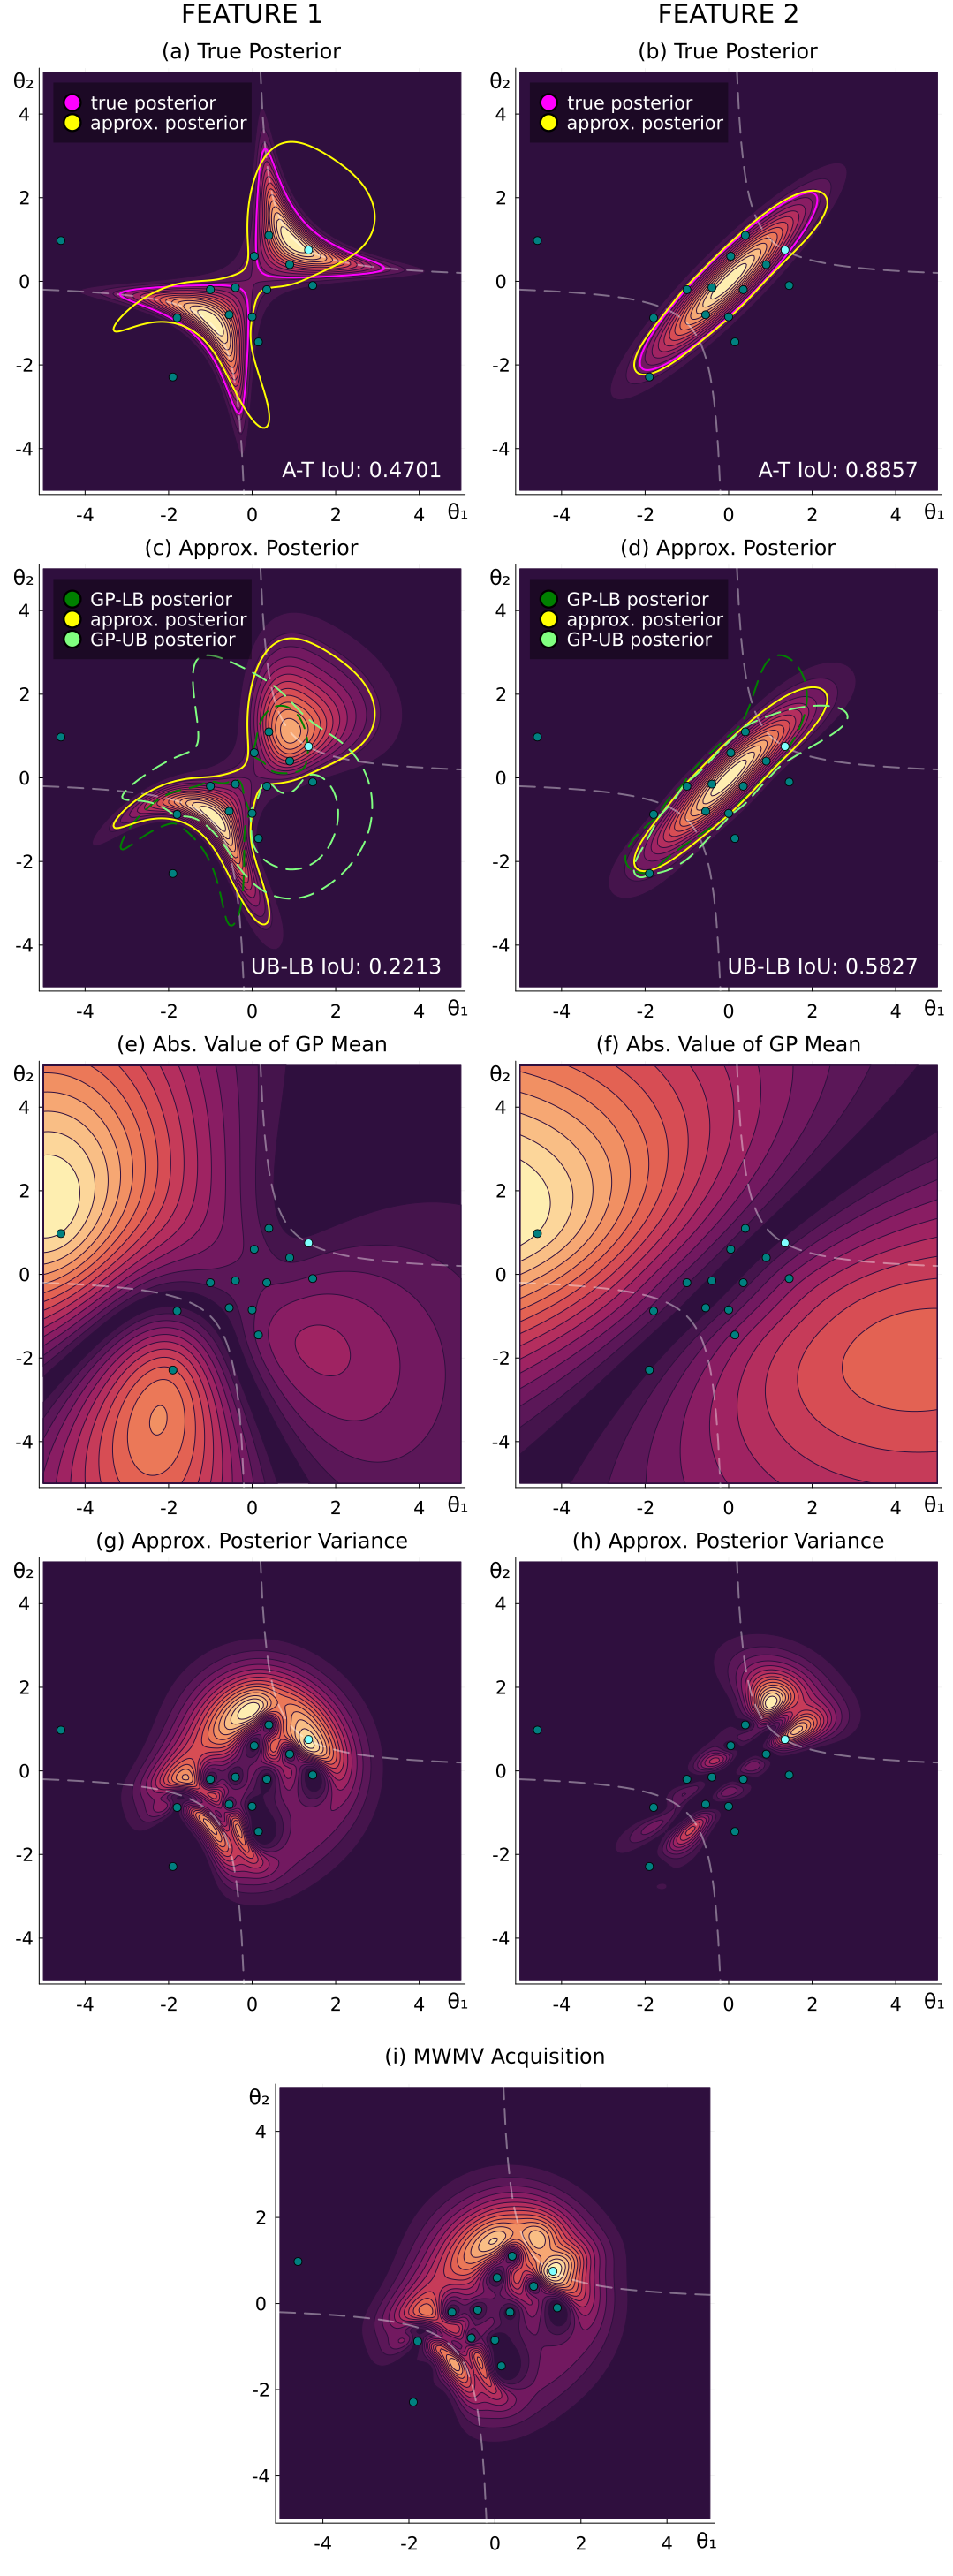 FEATURE 1
FEATURE 2
(a) True Posterior
(b) True Posterior
θ₂
true posterior
approx. posterior
4
2
0
-2
-4
A-T IoU: 0.4701
-4 -2 0 2 4 θ₁
θ₂
true posterior
approx. posterior
4
2
0
-2
-4
A-T IoU: 0.8857
-4 -2 0 2 4 θ₁
(c) Approx. Posterior
(d) Approx. Posterior
θ₂
GP-LB posterior
approx. posterior
GP-UB posterior
4
2
0
-2
-4
UB-LB IoU: 0.2213
-4 -2 0 2 4 θ₁
θ₂
GP-LB posterior
approx. posterior
GP-UB posterior
4
2
0
-2
-4
UB-LB IoU: 0.5827
-4 -2 0 2 4 θ₁
(e) Abs. Value of GP Mean
(f) Abs. Value of GP Mean
θ₂
4
2
0
-2
-4
-4 -2 0 2 4 θ₁
θ₂
4
2
0
-2
-4
-4 -2 0 2 4 θ₁
(g) Approx. Posterior Variance
(h) Approx. Posterior Variance
θ₂
4
2
0
-2
-4
-4 -2 0 2 4 θ₁
θ₂
4
2
0
-2
-4
-4 -2 0 2 4 θ₁
(i) MWMV Acquisition
θ₂
4
2
0
-2
-4
-4 -2 0 2 4 θ₁